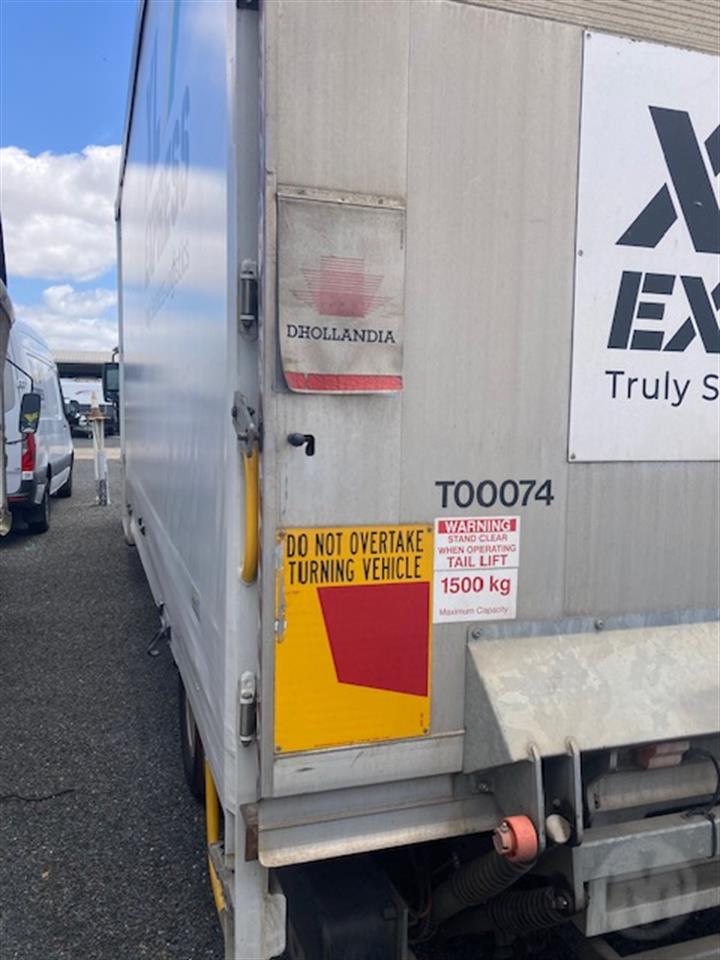 DHOLLANDIA
EX
Truly S
T00074
DO NOT OVERTAKE
TURNING VEHICLE
WARNING
STAND CLEAR
WHEN OPERATING
TAIL LIFT
1500 kg
Maximum Capacity